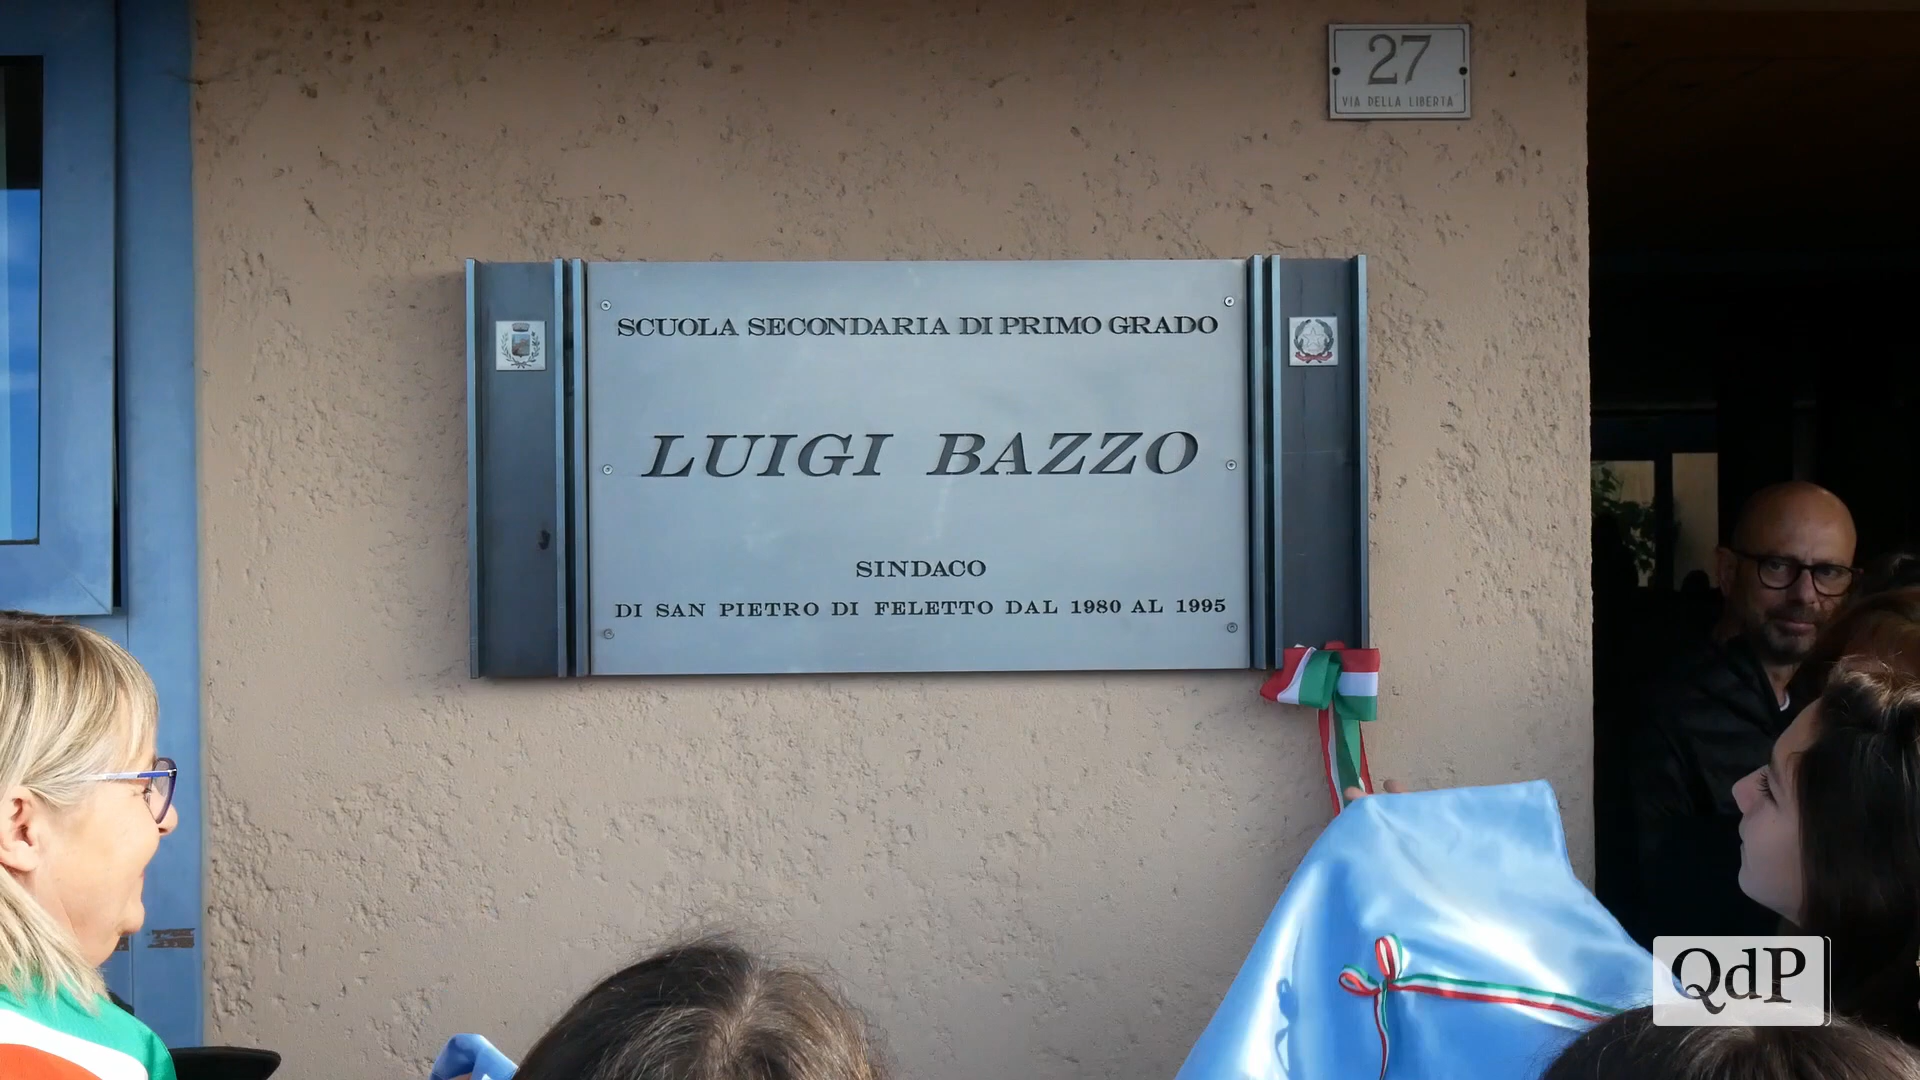 27
VIA DELLA LIBERTA
SCUOLA SECONDARIA DI PRIMO GRADO
LUIGI BAZZO
SINDACO
DI SAN PIETRO DI FELETTO DAL 1980 AL 1995
QdP